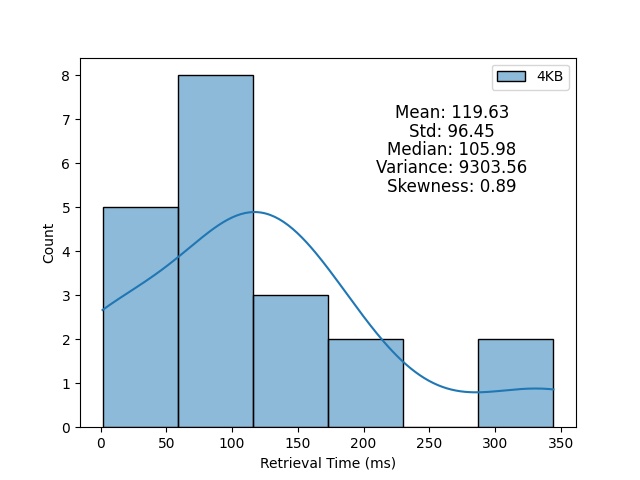 4KB
Mean: 119.63
Std: 96.45
Median: 105.98
Variance: 9303.56
Skewness: 0.89
8
7
6
5
4
3
2
1
0
Count
0 50 100 150 200 250 300 350
Retrieval Time (ms)